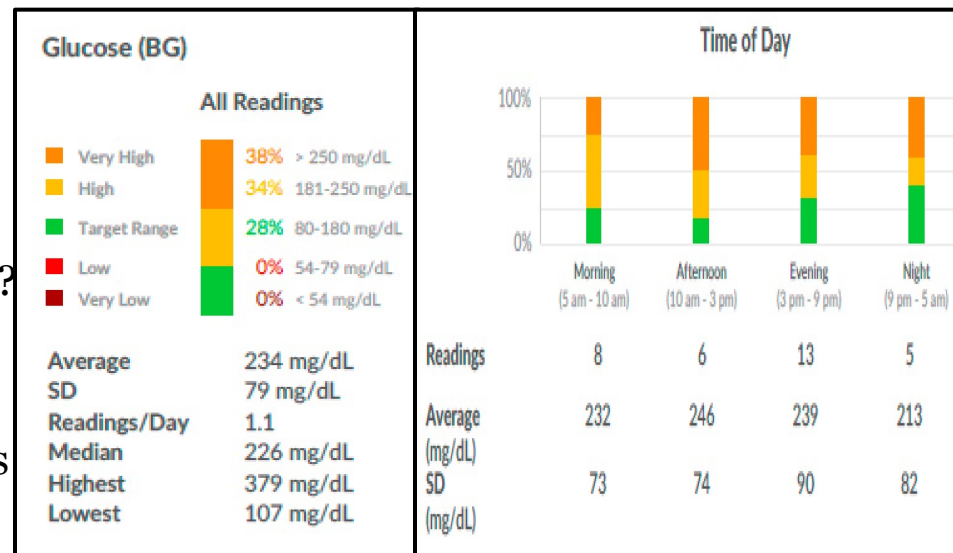 ?
s
Glucose (BG)
All Readings
Very High 38% > 250 mg/dL
High 34% 181-250 mg/dL
Target Range 28% 80-180 mg/dL
Low 0% 54-79 mg/dL
Very Low 0% < 54 mg/dL
Average 234 mg/dL
SD 79 mg/dL
Readings/Day 1.1
Median 226 mg/dL
Highest 379 mg/dL
Lowest 107 mg/dL
Time of Day
100%
50%
0%
Morning Afternoon Evening Night
(5 am - 10 am) (10 am - 3 pm) (3 pm - 9 pm) (9 pm - 5 am)
Readings 8 6 13 5
Average 232 246 239 213
(mg/dL)
SD 73 74 90 82
(mg/dL)